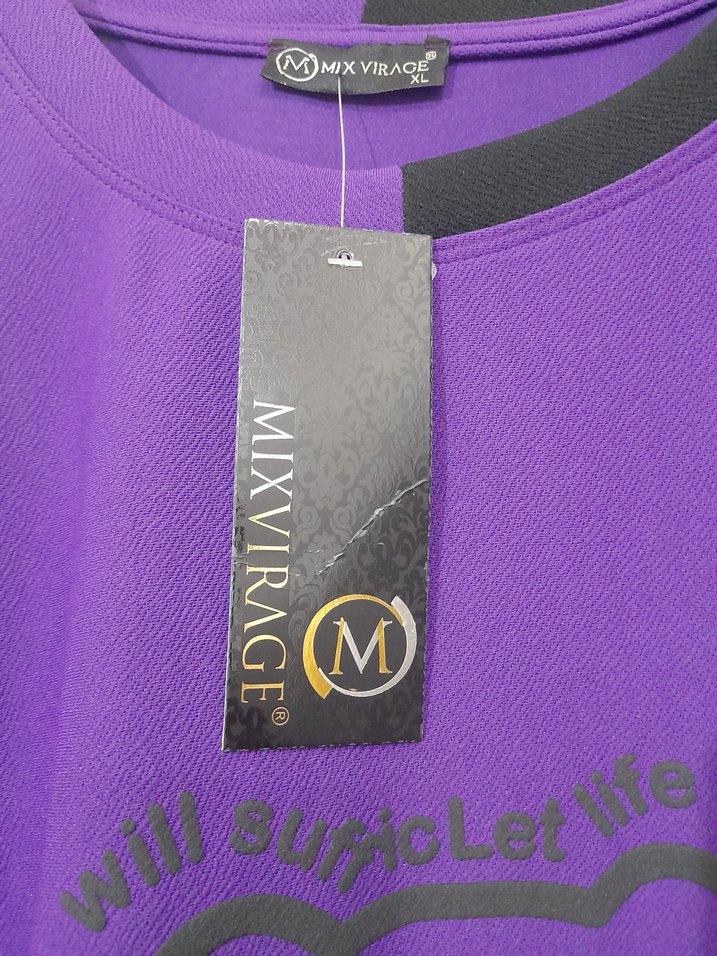 M MIX VIRAGE®
XL
MIXVIRAGE®
M
will sufficLet life